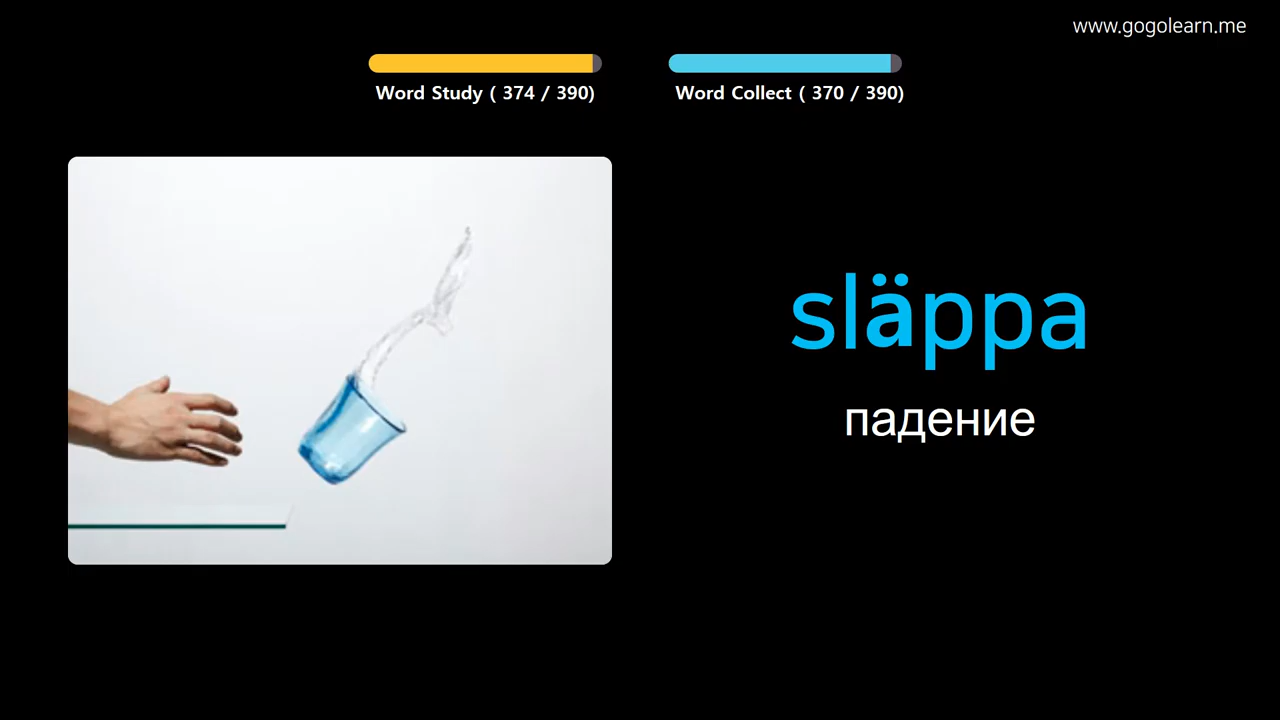 www.gogolearn.me
Word Study ( 374 / 390)
Word Collect ( 370 / 390)
släppa
падение